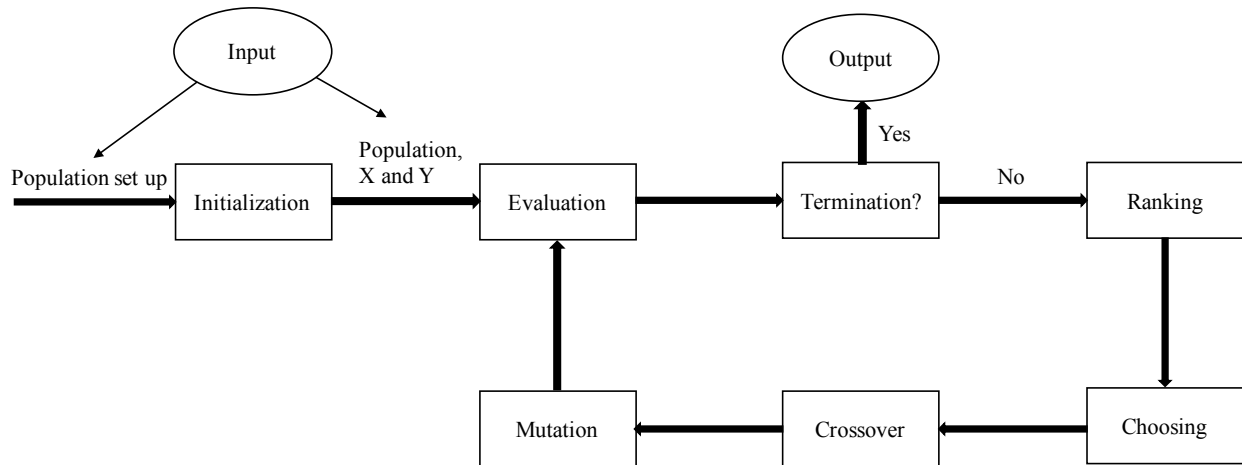 Input
Output
Yes
Population,
X and Y
Population set up
Initialization
Evaluation
Termination?
No
Ranking
Mutation
Crossover
Choosing